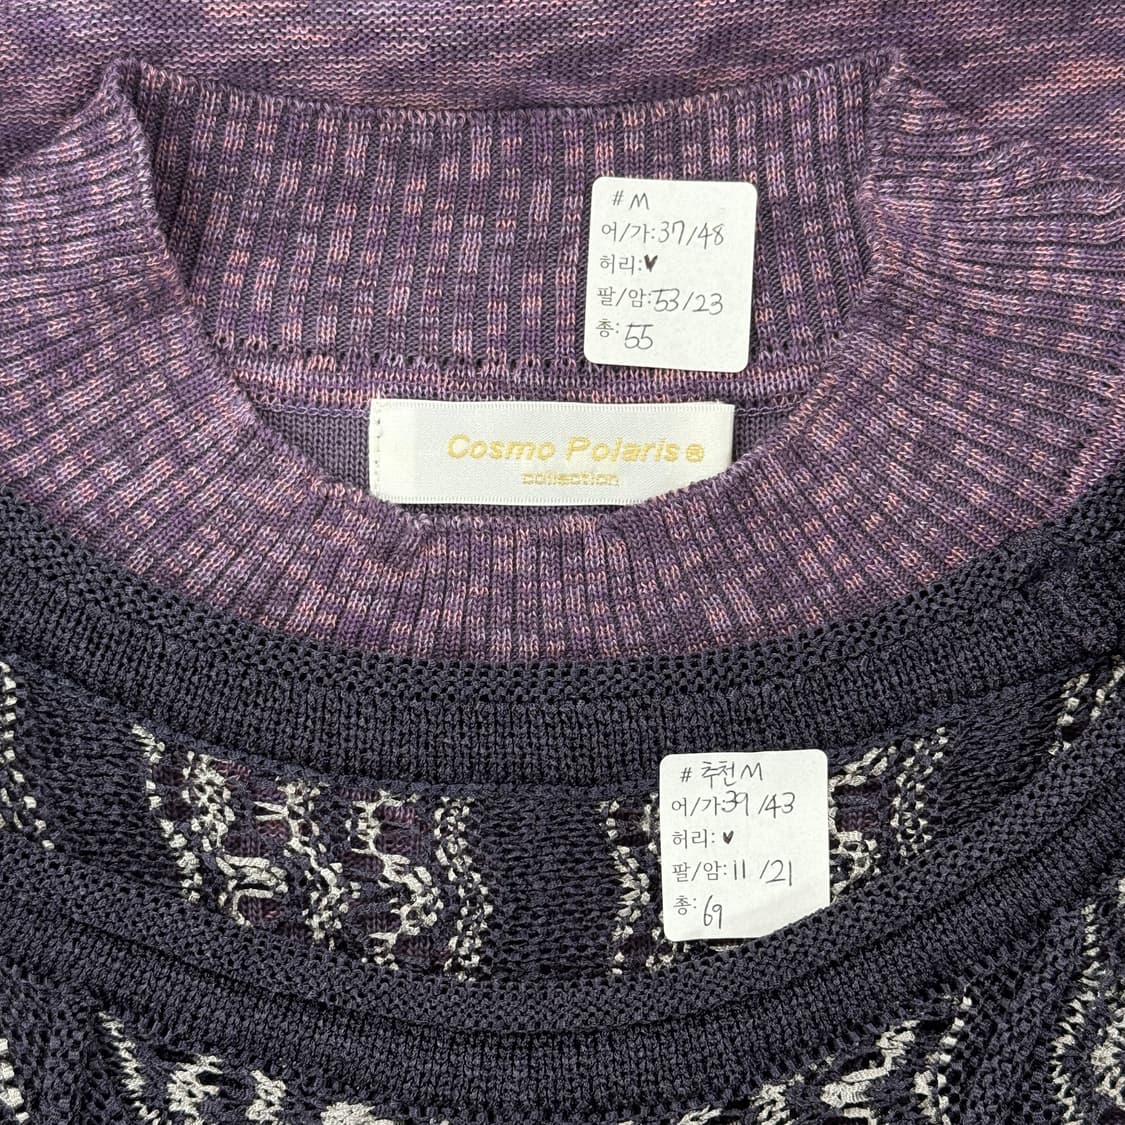 # M
어/가:37/48
허리:♥
팔/암:53/23
총: 55
Cosmo Polaris®
collection
# 추천 M
어/가:39/43
허리:♥
팔/암:11/21
총: 69